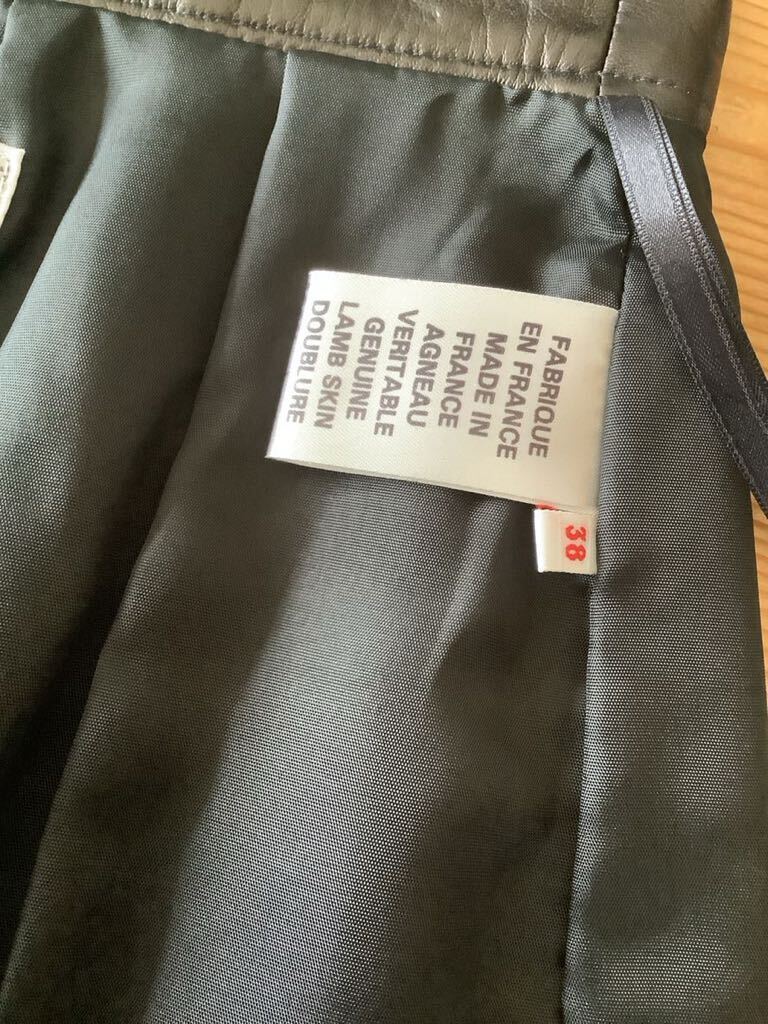 FABRIQUE
EN FRANCE
MADE IN
FRANCE
AGNEAU
VERITABLE
GENUINE
LAMB SKIN
DOUBLURE
38